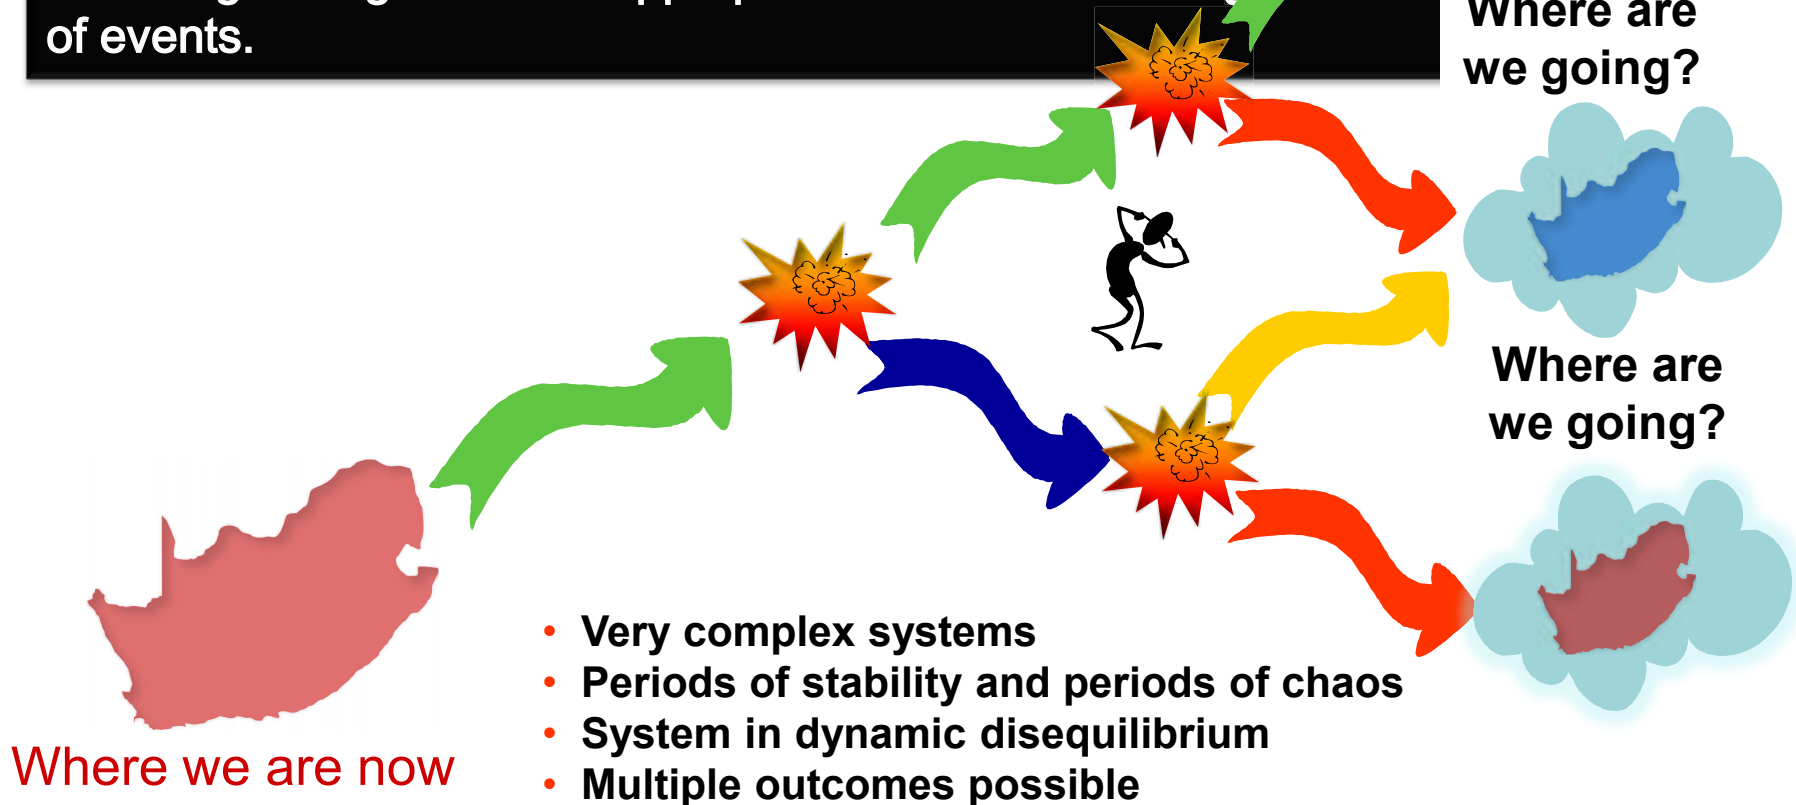 of events.
Where are
we going?
Where are
we going?
• Very complex systems
• Periods of stability and periods of chaos
• System in dynamic disequilibrium
• Multiple outcomes possible
Where we are now